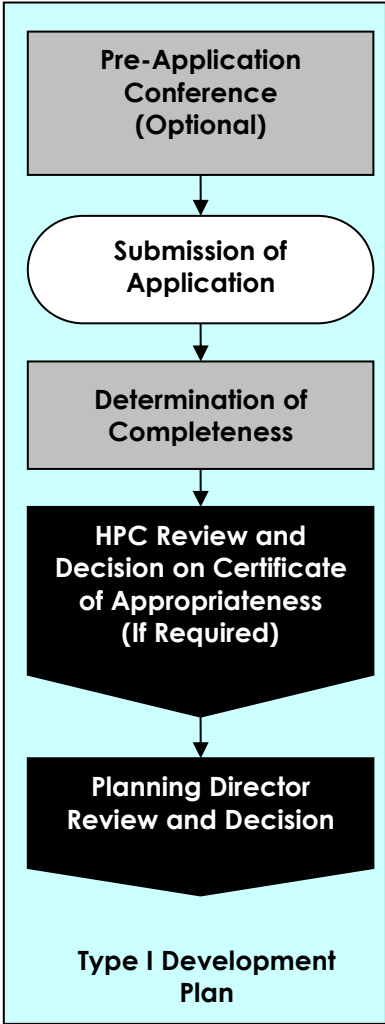 Pre-Application
Conference
(Optional)
Submission of
Application
Determination of
Completeness
HPC Review and
Decision on Certificate
of Appropriateness
(If Required)
Planning Director
Review and Decision
Type I Development
Plan